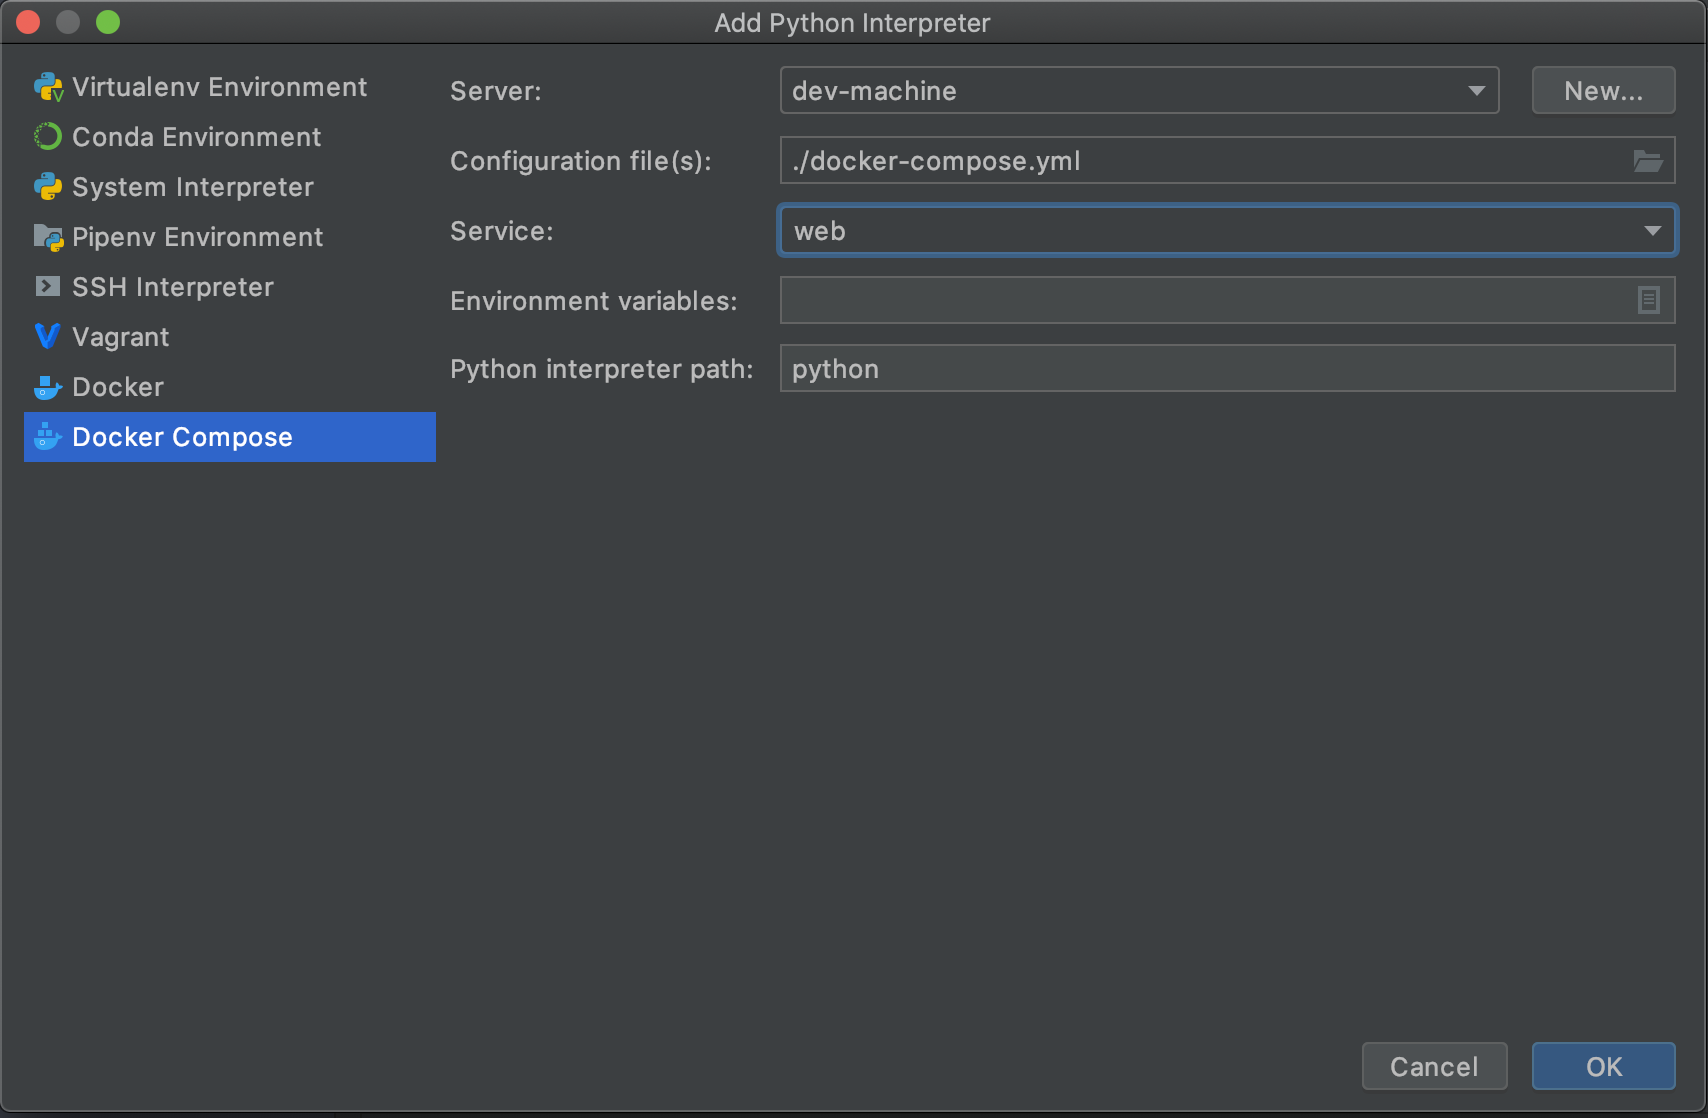 Add Python Interpreter
Virtualenv Environment
Conda Environment
System Interpreter
Pipenv Environment
SSH Interpreter
Vagrant
Docker
Docker Compose
Server: dev-machine New...
Configuration file(s): ./docker-compose.yml
Service: web
Environment variables:
Python interpreter path: python
Cancel OK